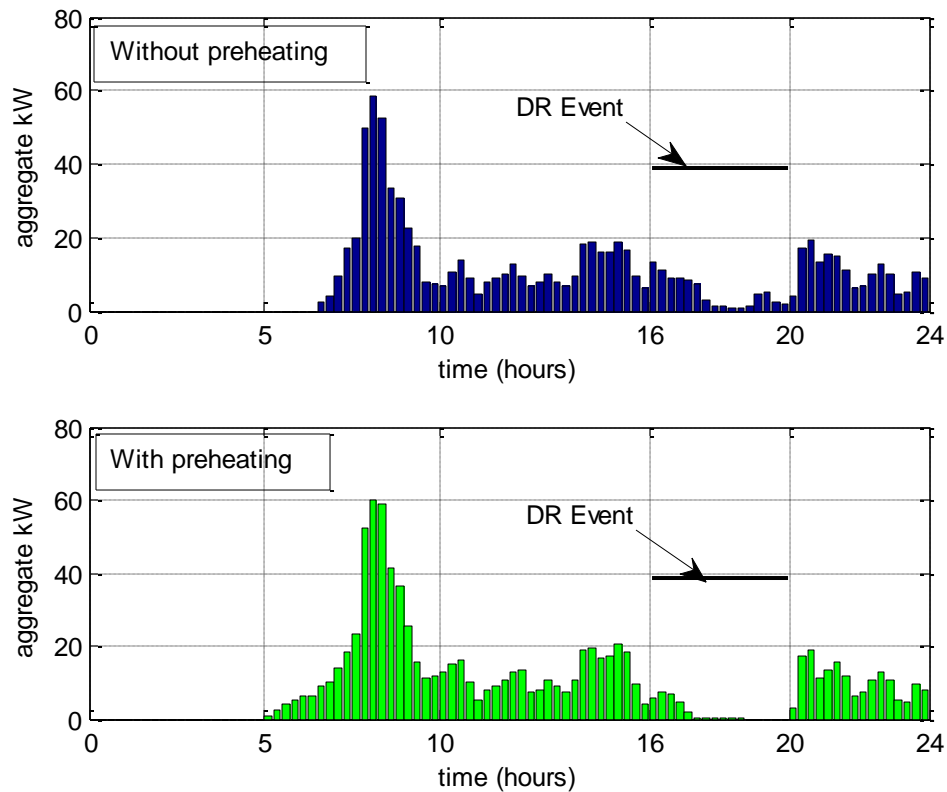 80
Without preheating
60
DR Event
aggregate kW
40
20
0
0 5 10 16 20 24
time (hours)
80
With preheating
60
DR Event
aggregate kW
40
20
0
0 5 10 16 20 24
time (hours)